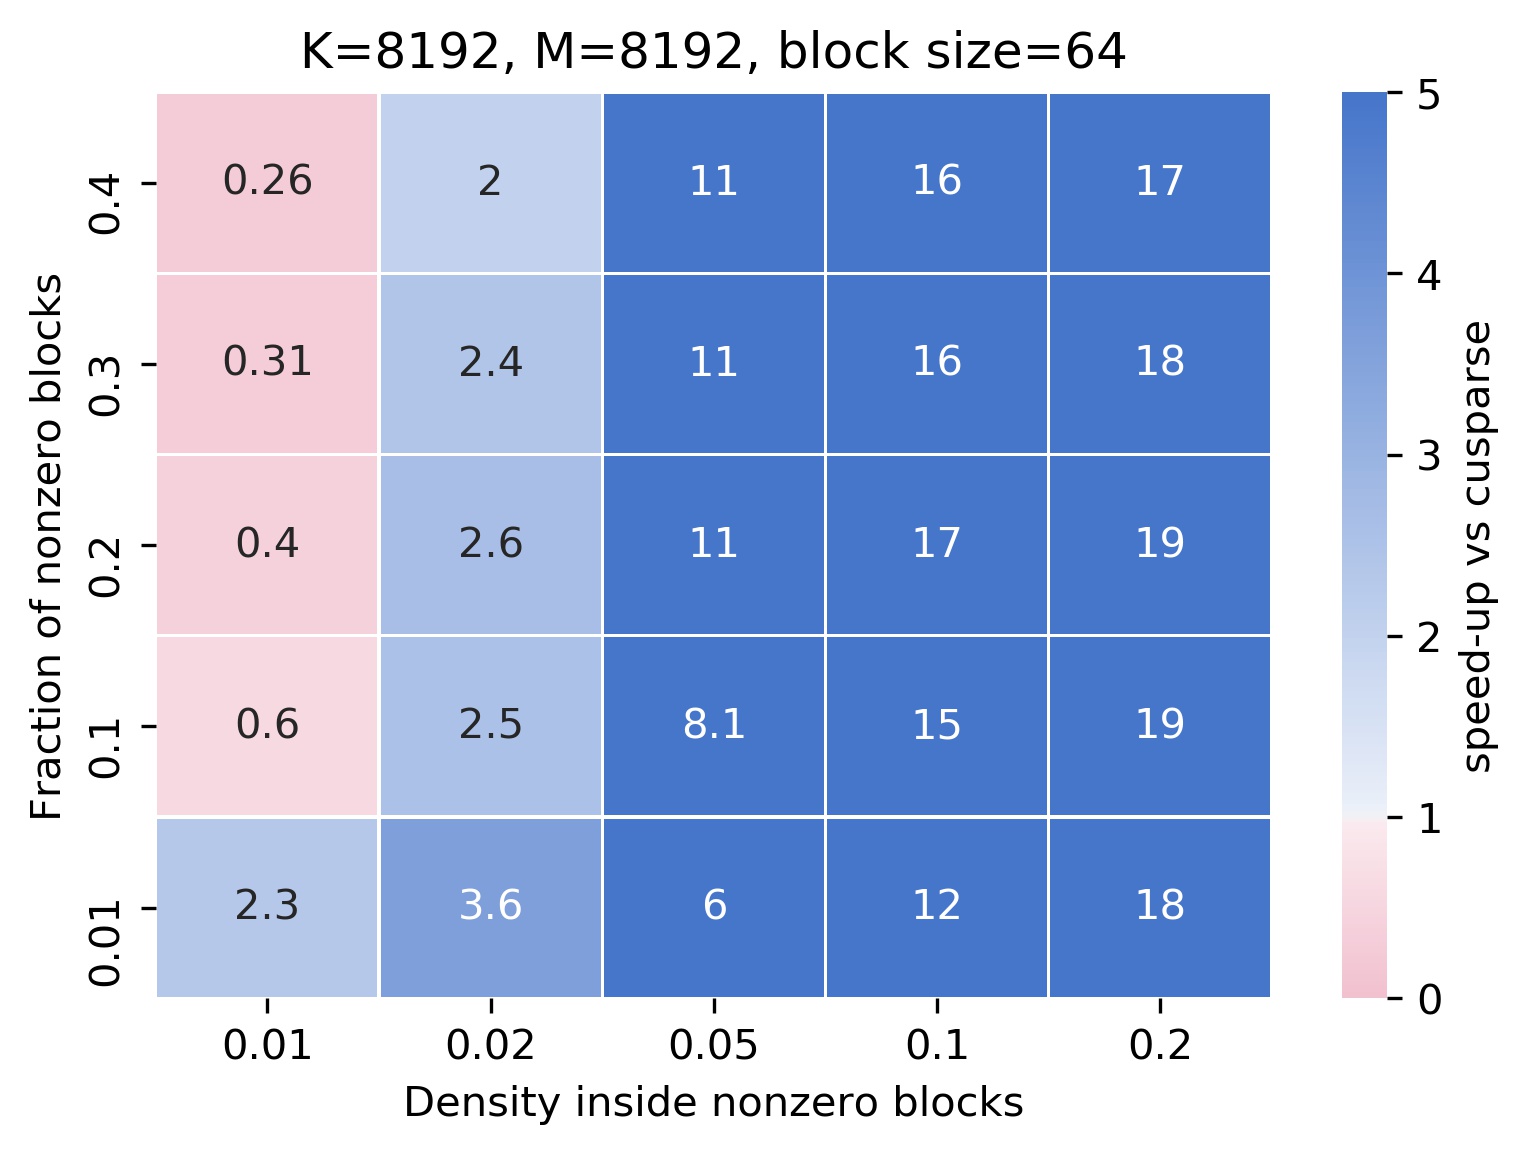 K=8192, M=8192, block size=64
Fraction of nonzero blocks
0.4
0.26 2 11 16 17
0.3
0.31 2.4 11 16 18
0.2
0.4 2.6 11 17 19
0.1
0.6 2.5 8.1 15 19
0.01
2.3 3.6 6 12 18
0.01 0.02 0.05 0.1 0.2
Density inside nonzero blocks
5
4
3
2
1
0
speed-up vs cusparse